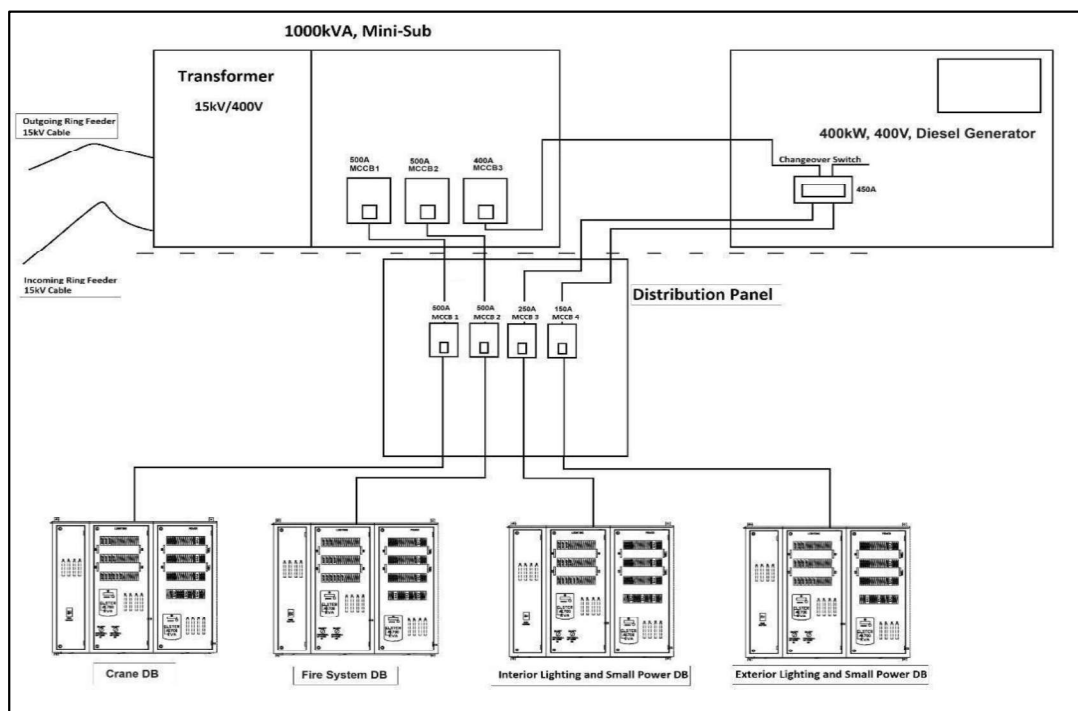 1000kVA, Mini-Sub
Transformer
15kV/400V
Outgoing Ring Feeder
15kV Cable
400kW, 400V, Diesel Generator
Changeover Switch
450A
500A
MCCB1
500A
MCCB2
400A
MCCB3
Incoming Ring Feeder
15kV Cable
Distribution Panel
500A
MCCB 1
500A
MCCB 2
250A
MCCB 3
150A
MCCB 4
Crane DB
Fire System DB
Interior Lighting and Small Power DB
Exterior Lighting and Small Power DB